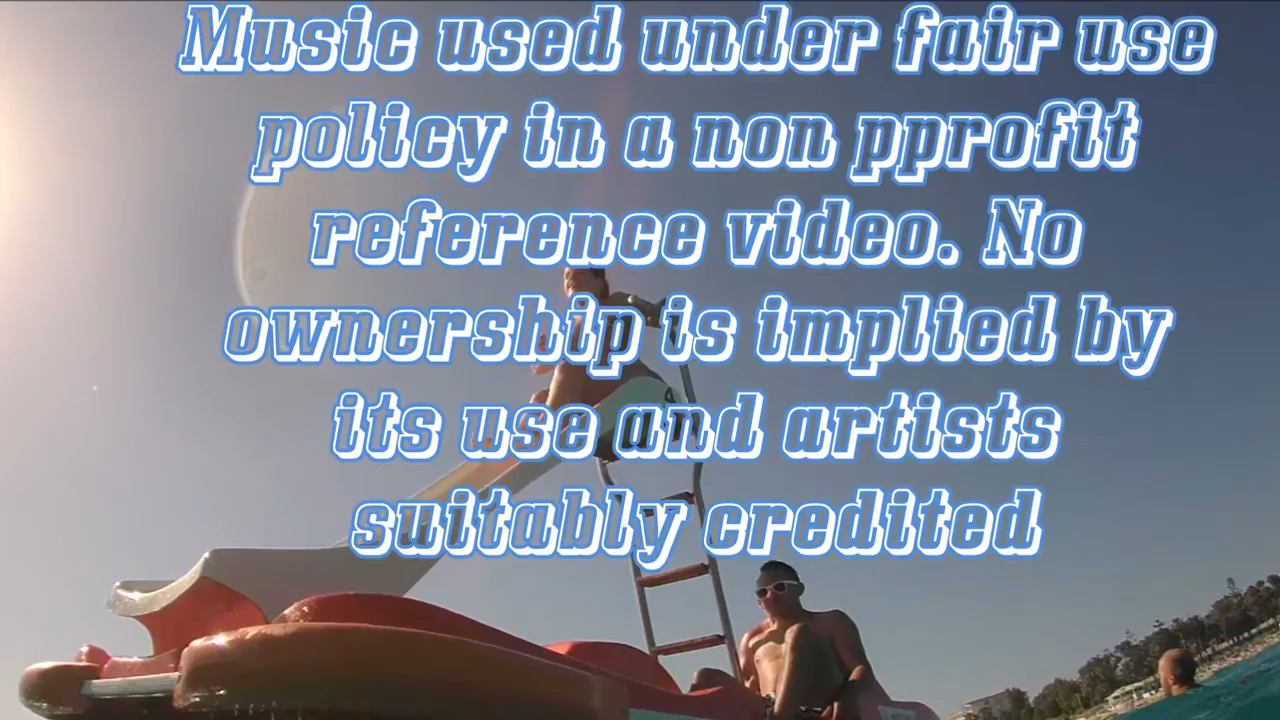 Music used under fair use
policy in a non pprofit
reference video. No
ownership is implied by
its use and artists
suitably credited